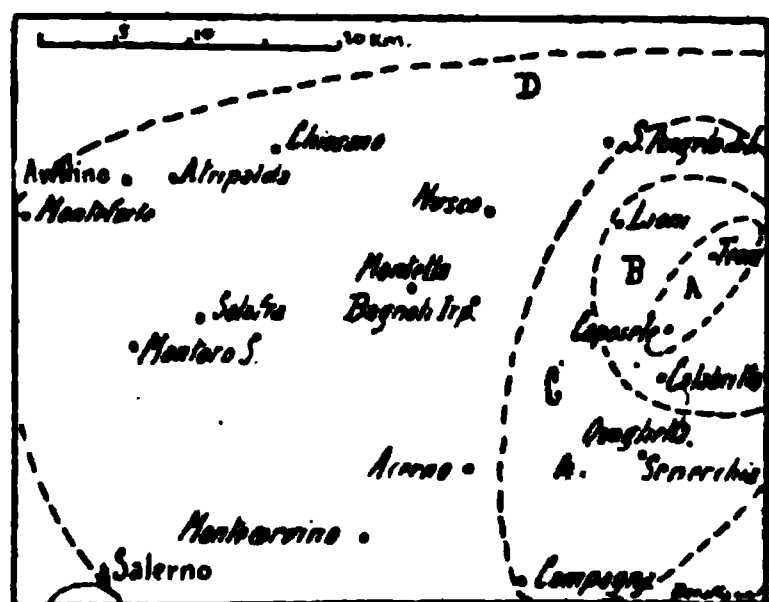 5 10 20 Km.
D
Chiusano
S. Angelo d. L.
Avellino
Atripalda
Monteforte
Nusco
Lioni
Teora
Montella
B
A
Bagnoli Irp.
Solofra
Caposele
Montoro S.
C
Calabritto
Quaglietta
Acerno
Senerchia
Montecorvino
Salerno
Campagna